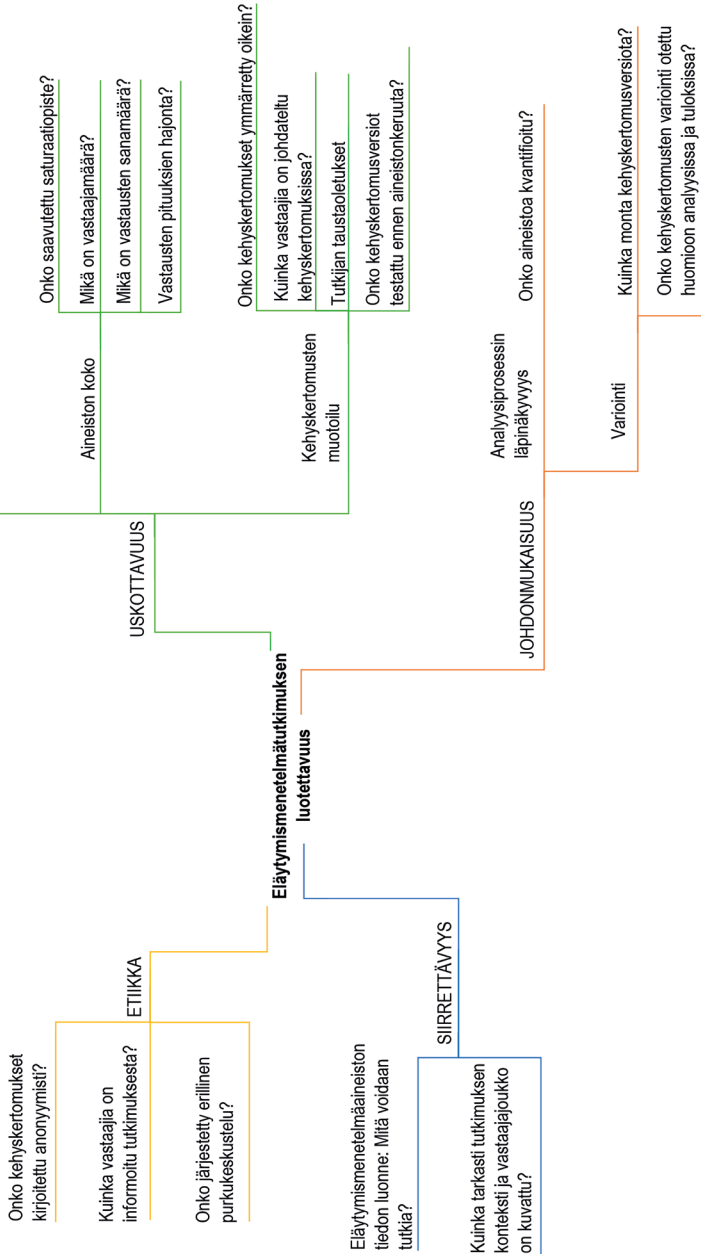 Eläytymismenetelmätutkimuksen
luotettavuus
ETIIKKA
Onko kehyskertomukset
kirjoitettu anonyymisti?
Kuinka vastaajia on
informoitu tutkimuksesta?
Onko järjestetty erillinen
purkukeskustelu?
SIIRRETTÄVYYS
Eläytymismenetelmäaineiston
tiedon luonne: Mitä voidaan
tutkia?
Kuinka tarkasti tutkimuksen
konteksti ja vastaajajoukko
on kuvattu?
USKOTTAVUUS
Aineiston koko
Onko saavutettu saturaatiopiste?
Mikä on vastaajamäärä?
Mikä on vastausten sanamäärä?
Vastausten pituuksien hajonta?
Kehyskertomusten
muotoilu
Onko kehyskertomukset ymmärretty oikein?
Kuinka vastaajia on johdateltu
kehyskertomuksissa?
Tutkijan taustaoletukset
Onko kehyskertomusversiot
testattu ennen aineistonkeruuta?
JOHDONMUKAISUUS
Analyysiprosessin
läpinäkyvyys
Onko aineistoa kvantifioitu?
Variointi
Kuinka monta kehyskertomusversiota?
Onko kehyskertomusten variointi otettu
huomioon analyysissa ja tuloksissa?